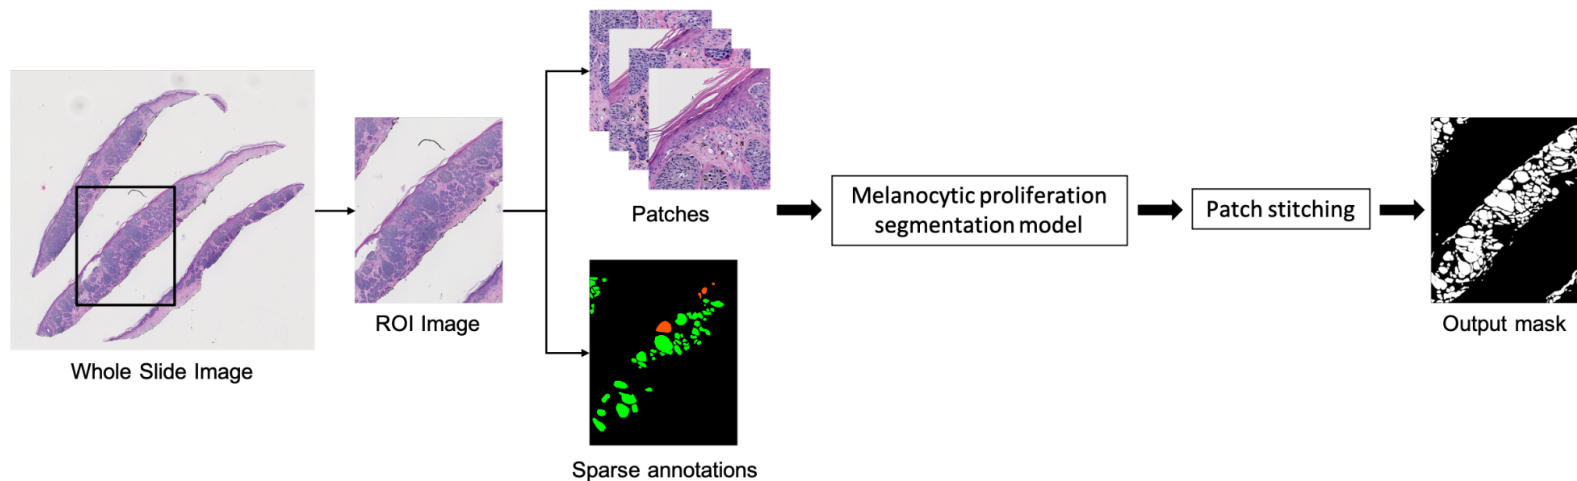 Whole Slide Image
ROI Image
Patches
Sparse annotations
Melanocytic proliferation
segmentation model
Patch stitching
Output mask